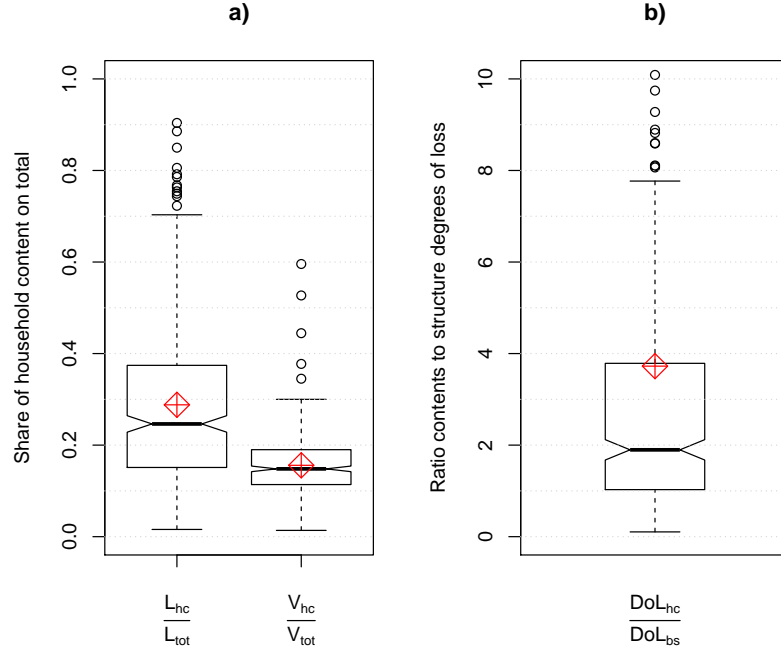 a)
Share of household content on total
1.0
0.8
0.6
0.4
0.2
0.0
L_hc
L_tot
V_hc
V_tot
b)
Ratio contents to structure degrees of loss
10
8
6
4
2
0
DoL_hc
DoL_bs